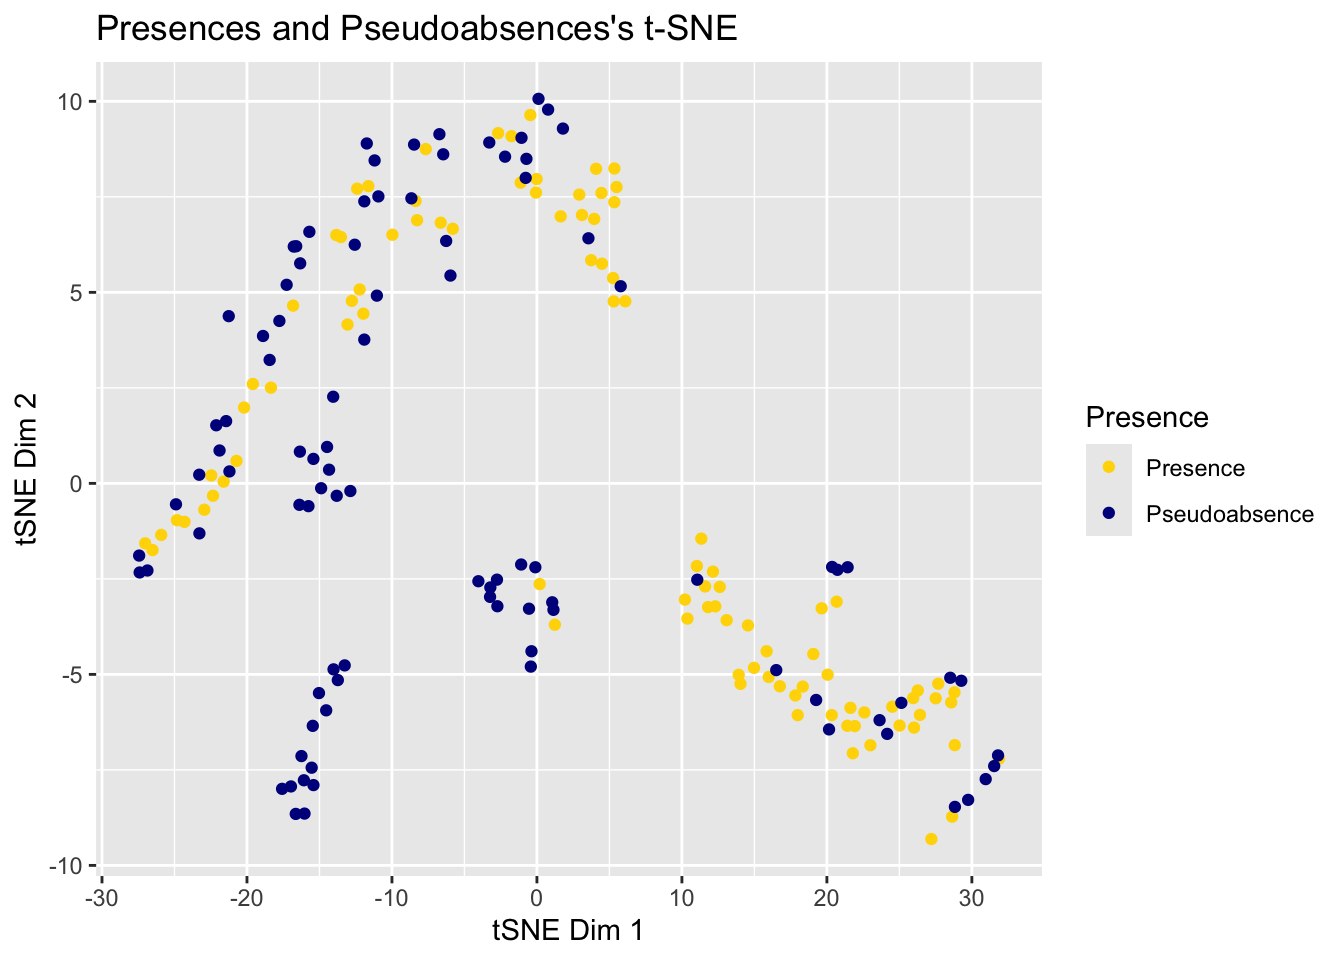 Presences and Pseudoabsences's t-SNE
10
5
0
-5
-10
tSNE Dim 2
-30 -20 -10 0 10 20 30
tSNE Dim 1
Presence
Presence
Pseudoabsence